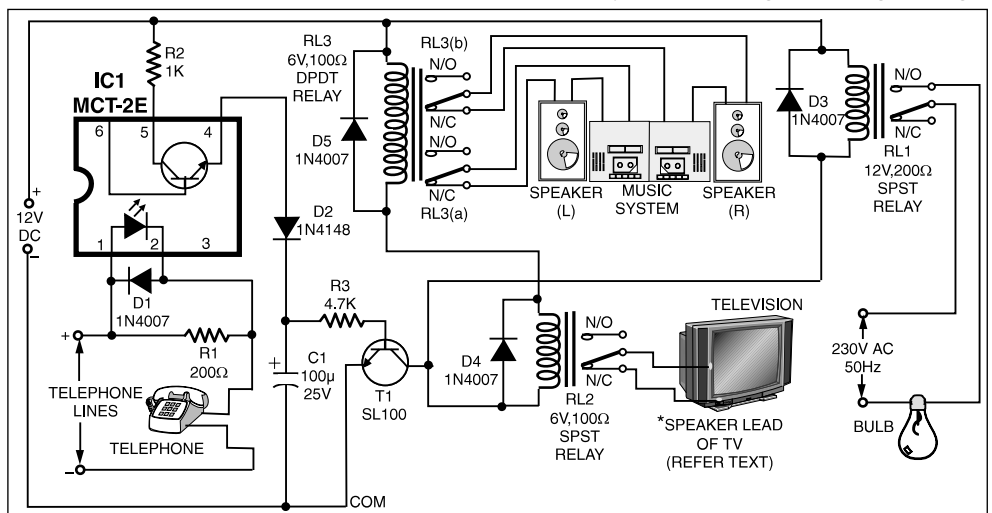 R2
1K
IC1
MCT-2E
6 5 4
1 2 3
+
12V
DC
−
D1
1N4007
+
R1
200Ω
TELEPHONE
LINES
−
TELEPHONE
D2
1N4148
R3
4.7K
+
C1
100µ
25V
T1
SL100
COM
RL3
6V,100Ω
DPDT
RELAY
D5
1N4007
RL3(b)
N/O
N/C
N/O
N/C
RL3(a)
SPEAKER
(L)
MUSIC
SYSTEM
SPEAKER
(R)
D4
1N4007
N/O
N/C
RL2
6V,100Ω
SPST
RELAY
TELEVISION
*SPEAKER LEAD
OF TV
(REFER TEXT)
D3
1N4007
N/O
N/C
RL1
12V,200Ω
SPST
RELAY
230V AC
50Hz
BULB